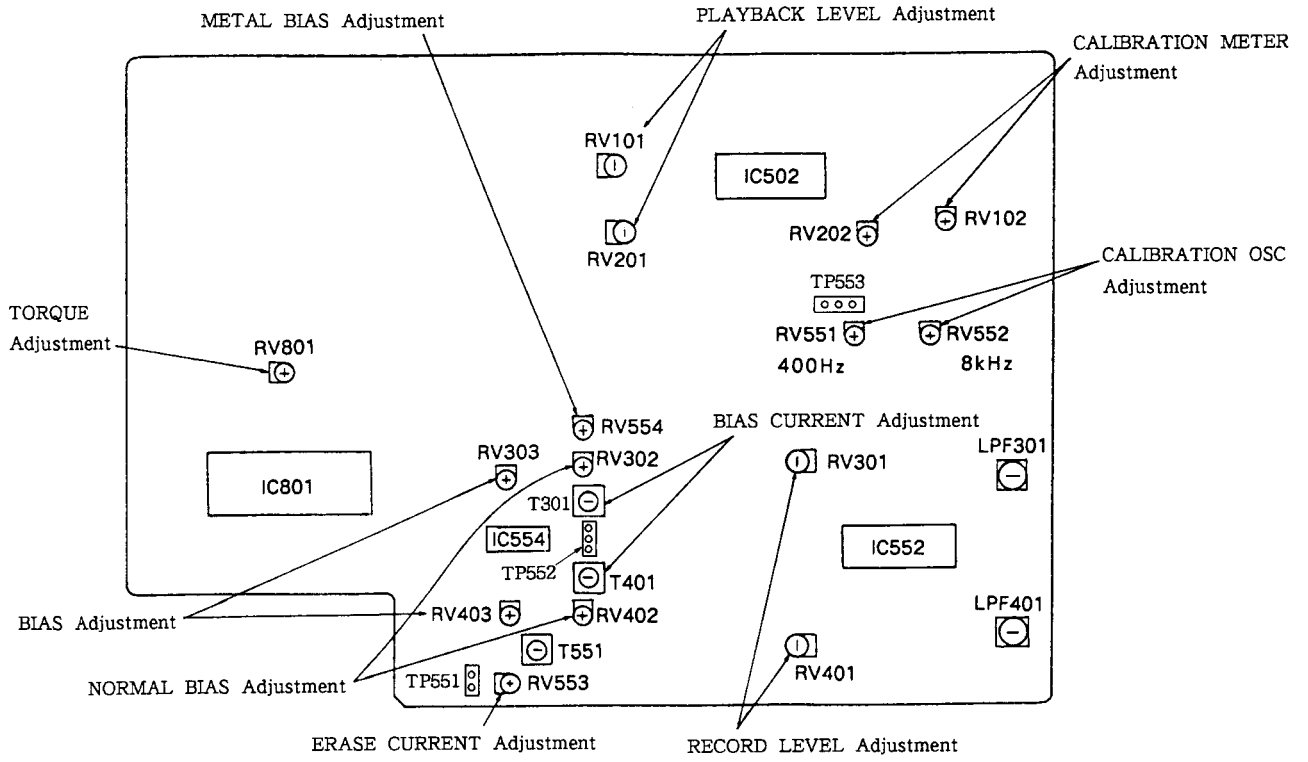 METAL BIAS Adjustment
PLAYBACK LEVEL Adjustment
CALIBRATION METER
Adjustment
RV101
IC502
RV202
RV102
RV201
CALIBRATION OSC
Adjustment
TP553
TORQUE
Adjustment
RV551
RV552
400Hz
8kHz
RV801
RV554
BIAS CURRENT Adjustment
RV303
RV302
RV301
LPF301
IC801
T301
IC554
IC552
TP552
T401
LPF401
BIAS Adjustment
RV403
RV402
T551
RV401
NORMAL BIAS Adjustment
TP551
RV553
ERASE CURRENT Adjustment
RECORD LEVEL Adjustment